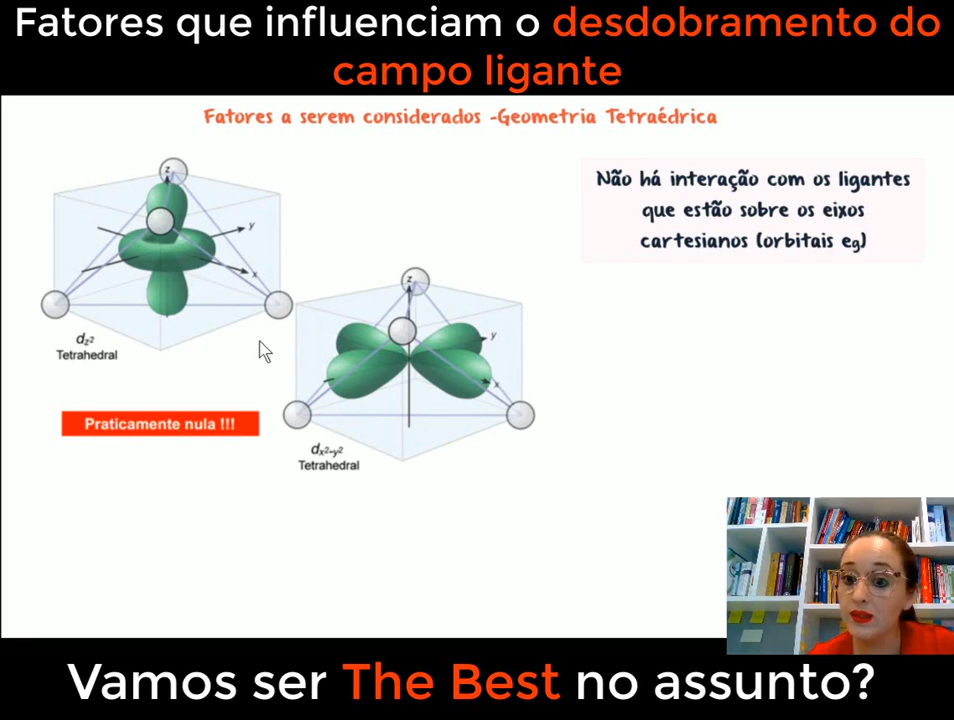 Fatores que influenciam o desdobramento do
campo ligante
Fatores a serem considerados -Geometria Tetraédrica
Não há interação com os ligantes
que estão sobre os eixos
cartesianos (orbitais eg)
z
y
x
dz²
Tetrahedral
z
y
x
dx²-y²
Tetrahedral
Praticamente nula !!!
Vamos ser The Best no assunto?